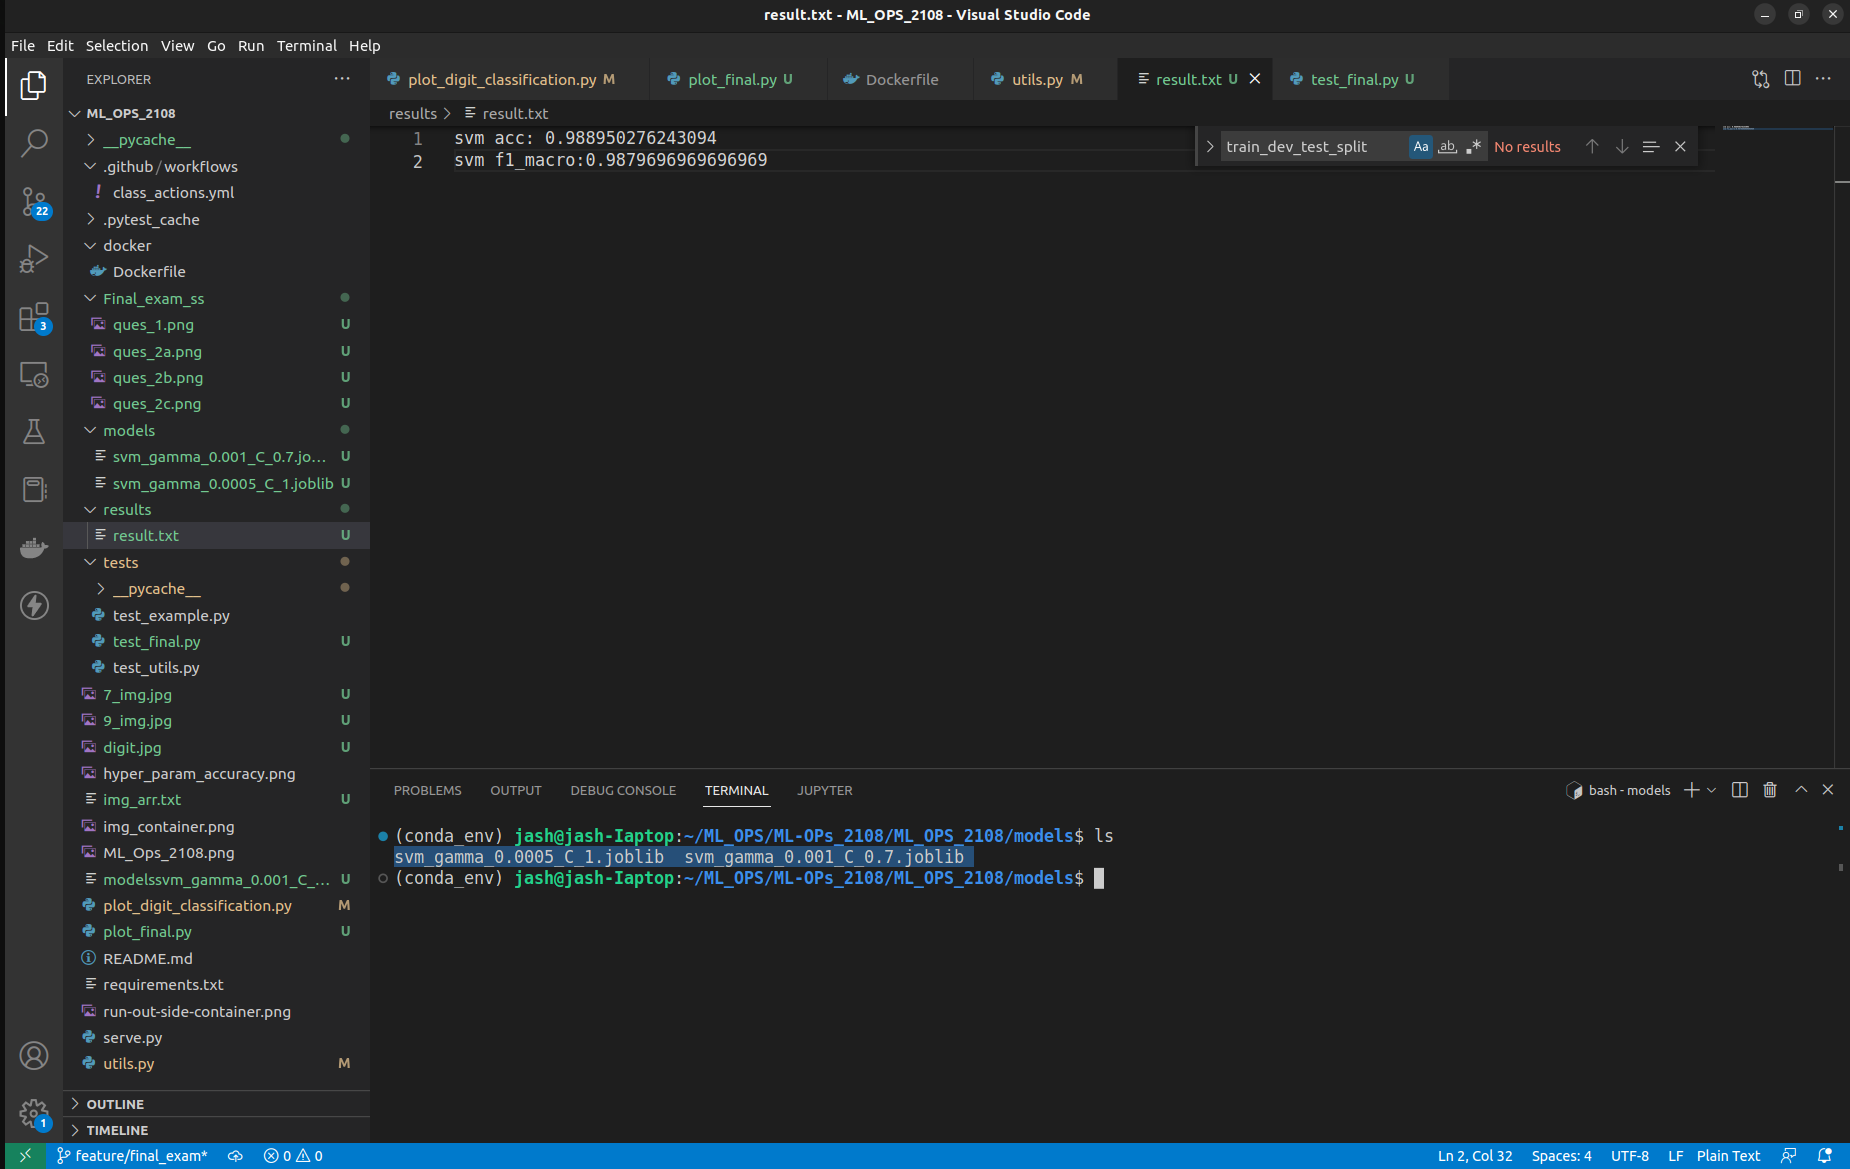 result.txt - ML_OPS_2108 - Visual Studio Code
File Edit Selection View Go Run Terminal Help
EXPLORER
ML_OPS_2108
__pycache__
.github/workflows
! class_actions.yml
.pytest_cache
docker
Dockerfile
Final_exam_ss
ques_1.png U
ques_2a.png U
ques_2b.png U
ques_2c.png U
models
svm_gamma_0.001_C_0.7.jo... U
svm_gamma_0.0005_C_1.joblib U
results
result.txt U
tests
__pycache__
test_example.py
test_final.py U
test_utils.py
7_img.jpg U
9_img.jpg U
digit.jpg U
hyper_param_accuracy.png
img_arr.txt U
img_container.png
ML_Ops_2108.png
modelssvm_gamma_0.001_C_... U
plot_digit_classification.py M
plot_final.py U
README.md
requirements.txt
run-out-side-container.png
serve.py
utils.py M
OUTLINE
TIMELINE
22
3
1
plot_digit_classification.py M plot_final.py U Dockerfile utils.py M result.txt U test_final.py U
results > result.txt
1 svm acc: 0.988950276243094
2 svm f1_macro:0.9879696969696969
train_dev_test_split Aa ab .* No results
PROBLEMS OUTPUT DEBUG CONSOLE TERMINAL JUPYTER
bash - models
(conda_env) jash@jash-Iaptop:~/ML_OPS/ML-OPs_2108/ML_OPS_2108/models$ ls
svm_gamma_0.0005_C_1.joblib svm_gamma_0.001_C_0.7.joblib
(conda_env) jash@jash-Iaptop:~/ML_OPS/ML-OPs_2108/ML_OPS_2108/models$
feature/final_exam* 0 0
Ln 2, Col 32 Spaces: 4 UTF-8 LF Plain Text